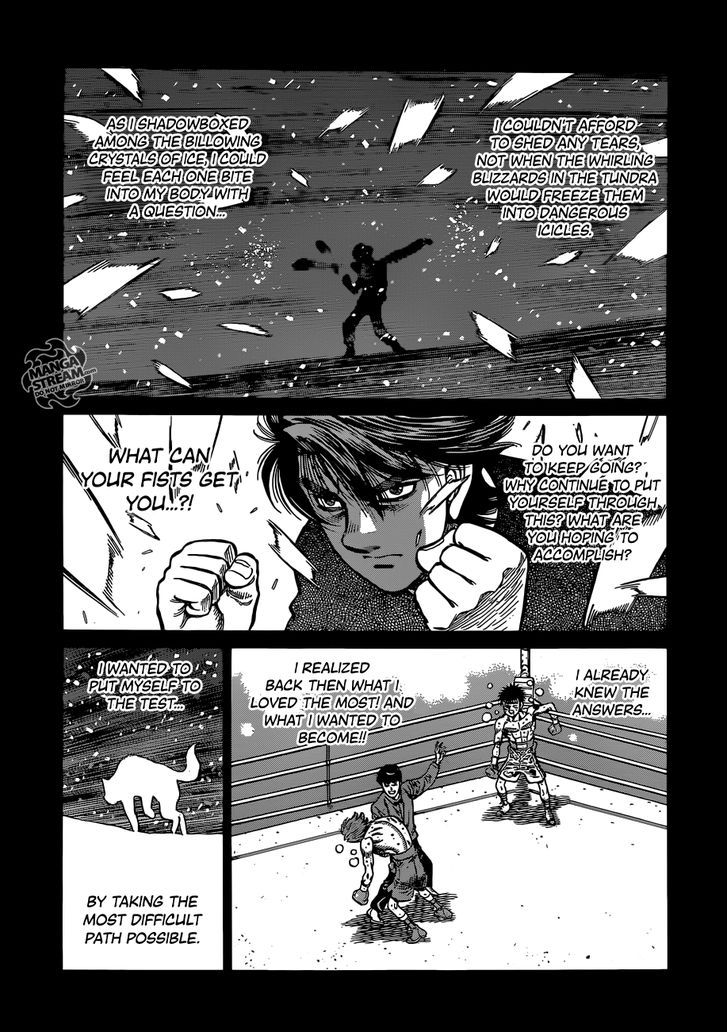 I COULDN'T AFFORD
TO SHED ANY TEARS,
NOT WHEN THE WHIRLING
BLIZZARDS IN THE TUNDRA
WOULD FREEZE THEM
INTO DANGEROUS
ICICLES.
AS I SHADOWBOXED
AMONG THE BILLOWING
CRYSTALS OF ICE, I COULD
FEEL EACH ONE BITE
INTO MY BODY WITH
A QUESTION...
MANGA
STREAM.com
DO NOT MIRROR
DO YOU WANT
TO KEEP GOING?
WHY CONTINUE TO PUT
YOURSELF THROUGH
THIS? WHAT ARE
YOU HOPING TO
ACCOMPLISH?
WHAT CAN
YOUR FISTS GET
YOU...?!
I ALREADY
KNEW THE
ANSWERS...
I REALIZED
BACK THEN WHAT I
LOVED THE MOST! AND
WHAT I WANTED TO
BECOME!!
I WANTED TO
PUT MYSELF TO
THE TEST...
BY TAKING THE
MOST DIFFICULT
PATH POSSIBLE.